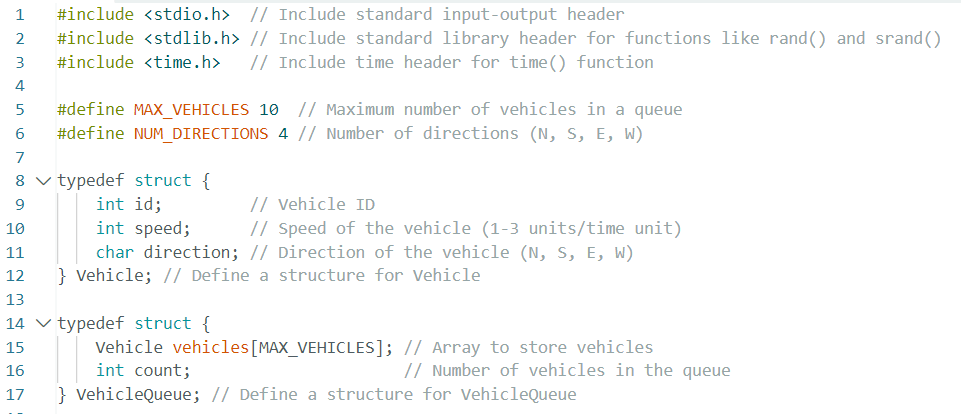 1 #include <stdio.h>  // Include standard input-output header
2 #include <stdlib.h> // Include standard library header for functions like rand() and srand()
3 #include <time.h>   // Include time header for time() function
4
5 #define MAX_VEHICLES 10  // Maximum number of vehicles in a queue
6 #define NUM_DIRECTIONS 4 // Number of directions (N, S, E, W)
7
8 typedef struct {
9     int id;         // Vehicle ID
10     int speed;      // Speed of the vehicle (1-3 units/time unit)
11     char direction; // Direction of the vehicle (N, S, E, W)
12 } Vehicle; // Define a structure for Vehicle
13
14 typedef struct {
15     Vehicle vehicles[MAX_VEHICLES]; // Array to store vehicles
16     int count;                      // Number of vehicles in the queue
17 } VehicleQueue; // Define a structure for VehicleQueue